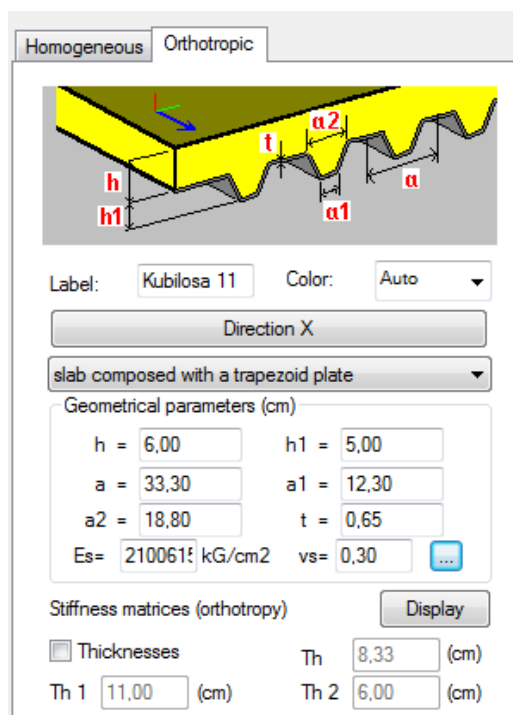 Homogeneous Orthotropic
t α2
h α
h1 α1
Label: Kubilosa 11 Color: Auto
Direction X
slab composed with a trapezoid plate
Geometrical parameters (cm)
h = 6,00 h1 = 5,00
a = 33,30 a1 = 12,30
a2 = 18,80 t = 0,65
Es= 2100615 kG/cm2 vs= 0,30 ...
Stiffness matrices (orthotropy) Display
Thicknesses Th 8,33 (cm)
Th 1 11,00 (cm) Th 2 6,00 (cm)